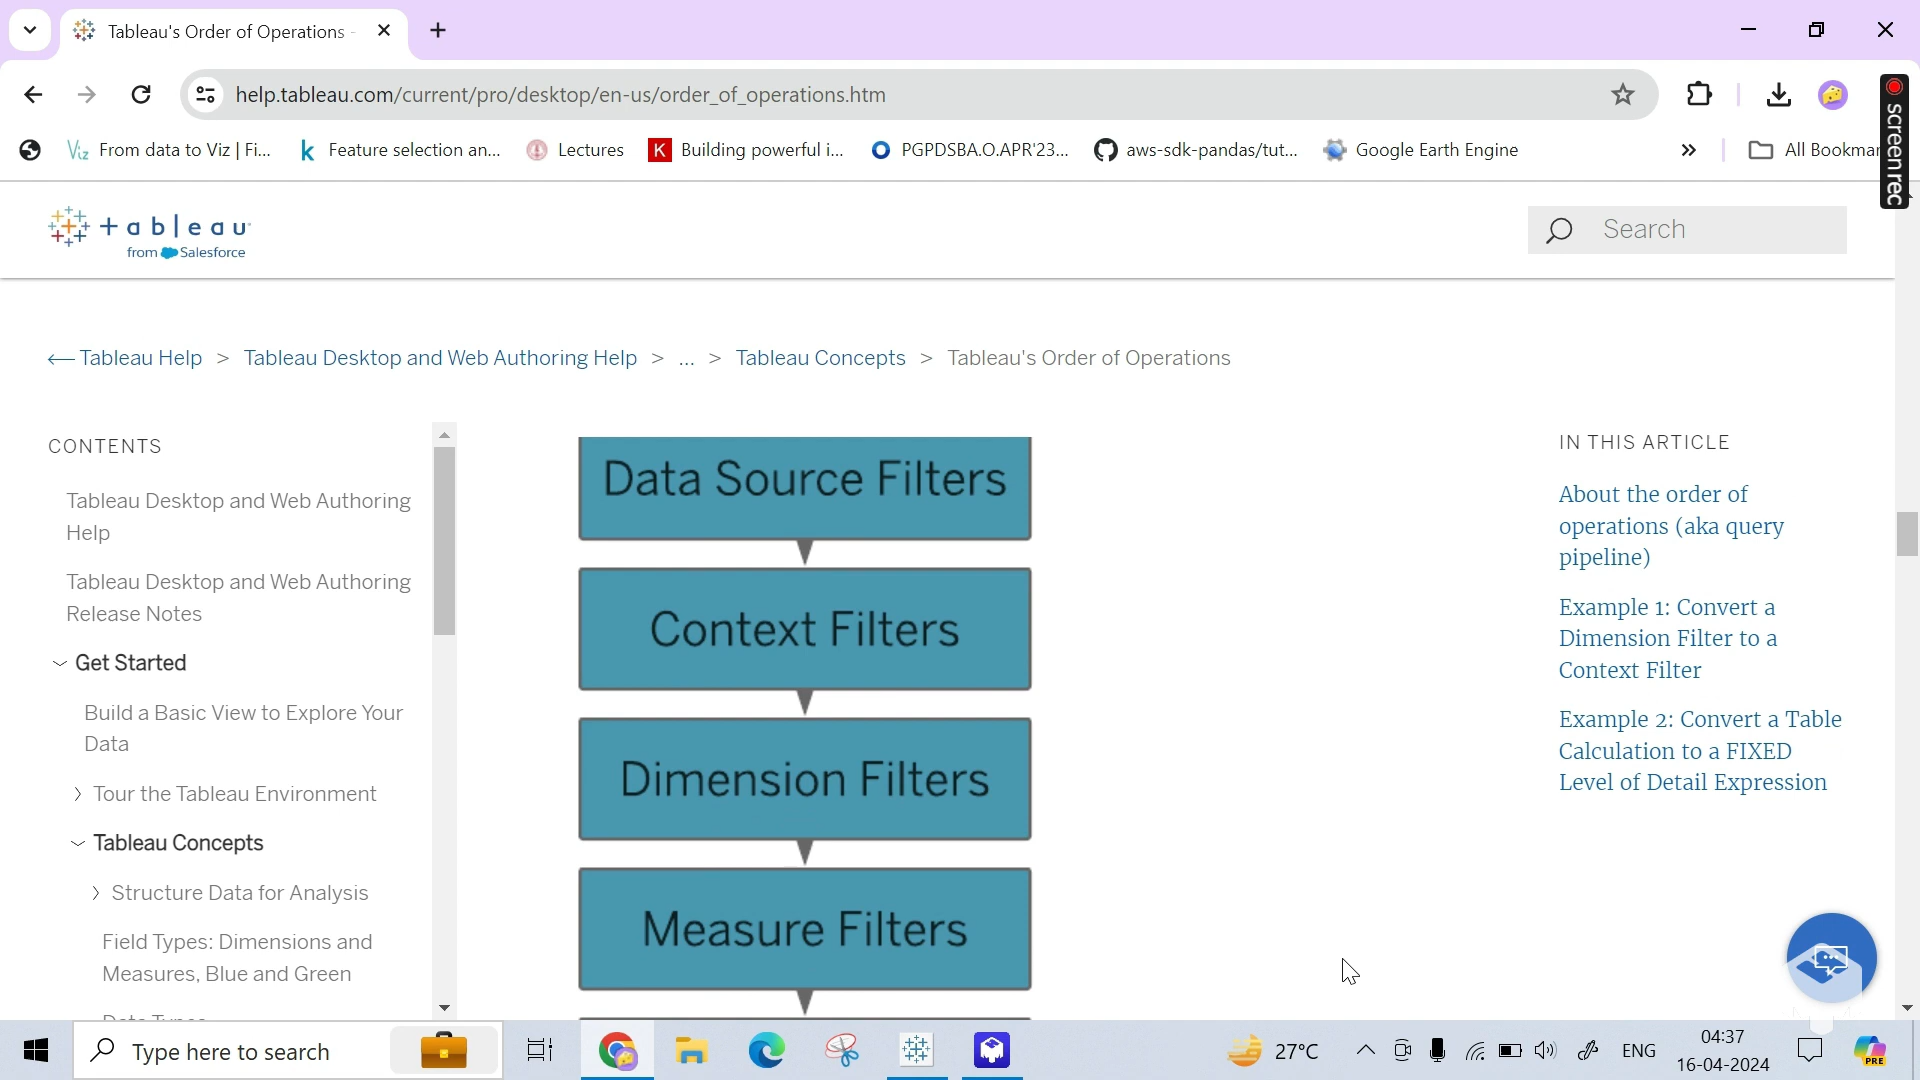 Tableau's Order of Operations -
help.tableau.com/current/pro/desktop/en-us/order_of_operations.htm
From data to Viz | Fi...
Feature selection an...
Lectures
Building powerful i...
PGPDSBA.O.APR'23...
aws-sdk-pandas/tut...
Google Earth Engine
All Bookmar
screenrec
+ a b | e a u
from Salesforce
Search
Tableau Help > Tableau Desktop and Web Authoring Help > ... > Tableau Concepts > Tableau's Order of Operations
CONTENTS
Tableau Desktop and Web Authoring
Help
Tableau Desktop and Web Authoring
Release Notes
Get Started
Build a Basic View to Explore Your
Data
Tour the Tableau Environment
Tableau Concepts
Structure Data for Analysis
Field Types: Dimensions and
Measures, Blue and Green
Data Source Filters
Context Filters
Dimension Filters
Measure Filters
IN THIS ARTICLE
About the order of
operations (aka query
pipeline)
Example 1: Convert a
Dimension Filter to a
Context Filter
Example 2: Convert a Table
Calculation to a FIXED
Level of Detail Expression
Type here to search
27°C
ENG
04:37
16-04-2024
PRE